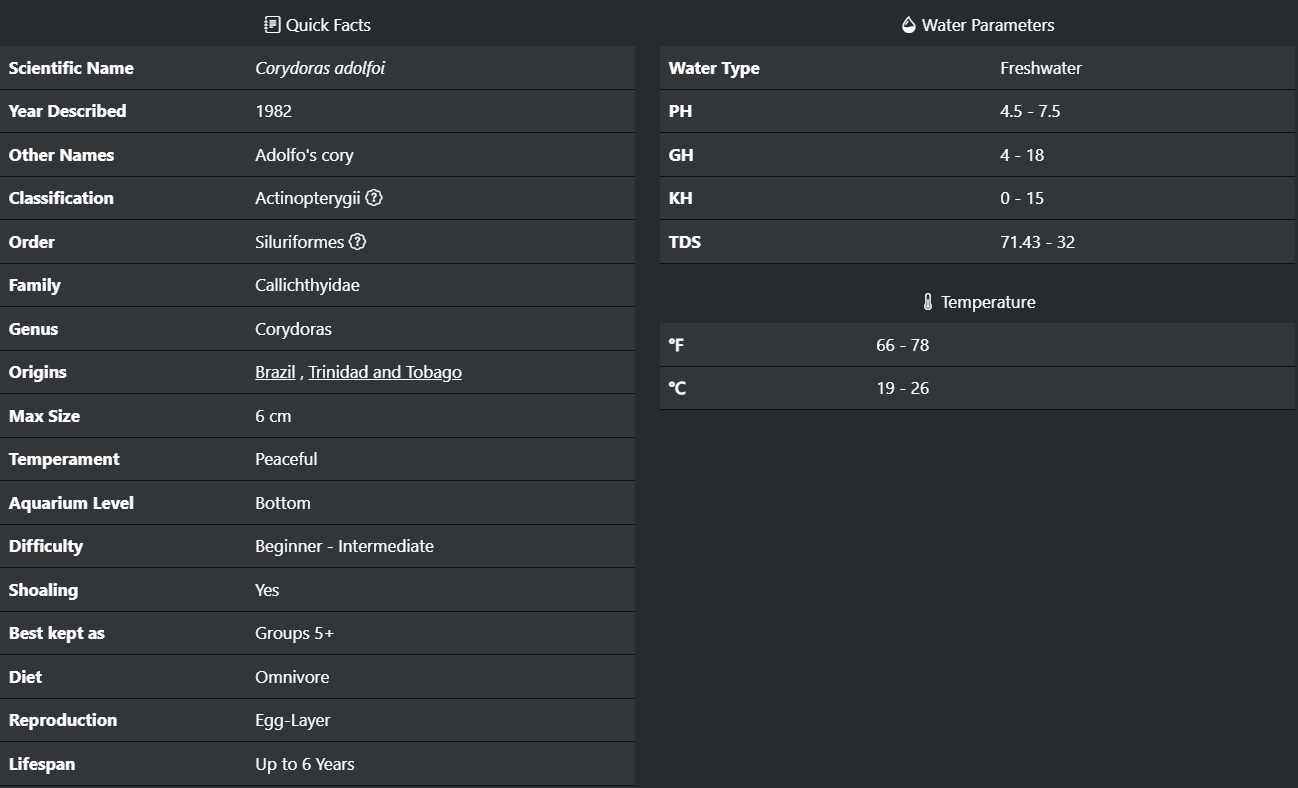 Quick Facts
Scientific Name Corydoras adolfoi
Year Described 1982
Other Names Adolfo's cory
Classification Actinopterygii
Order Siluriformes
Family Callichthyidae
Genus Corydoras
Origins Brazil , Trinidad and Tobago
Max Size 6 cm
Temperament Peaceful
Aquarium Level Bottom
Difficulty Beginner - Intermediate
Shoaling Yes
Best kept as Groups 5+
Diet Omnivore
Reproduction Egg-Layer
Lifespan Up to 6 Years
Water Parameters
Water Type Freshwater
PH 4.5 - 7.5
GH 4 - 18
KH 0 - 15
TDS 71.43 - 32
Temperature
°F 66 - 78
°C 19 - 26